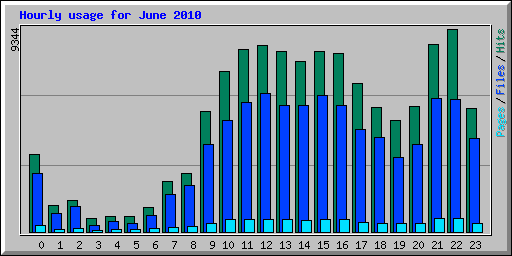 Hourly usage for June 2010
9344
Pages / Files / Hits
0 1 2 3 4 5 6 7 8 9 10 11 12 13 14 15 16 17 18 19 20 21 22 23